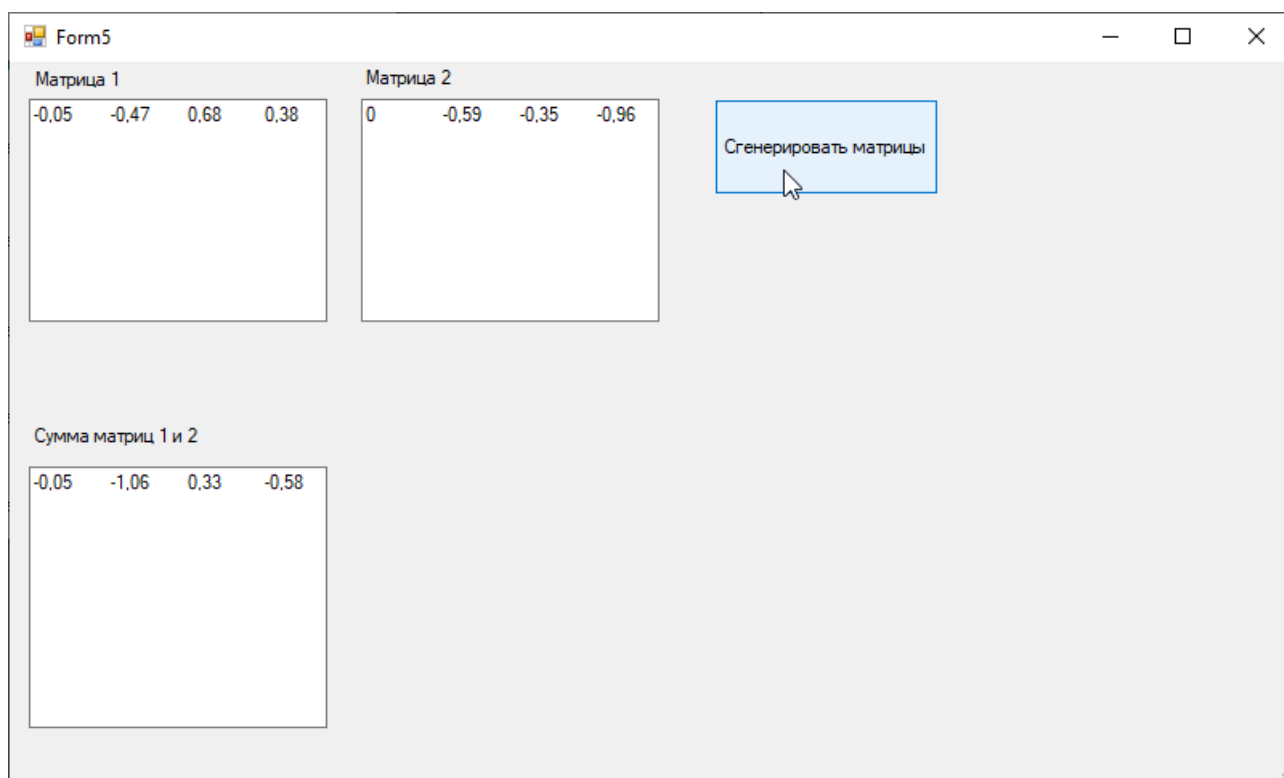 Form5
Матрица 1
Матрица 2
-0,05 -0,47 0,68 0,38
0 -0,59 -0,35 -0,96
Сгенерировать матрицы
Сумма матриц 1 и 2
-0,05 -1,06 0,33 -0,58